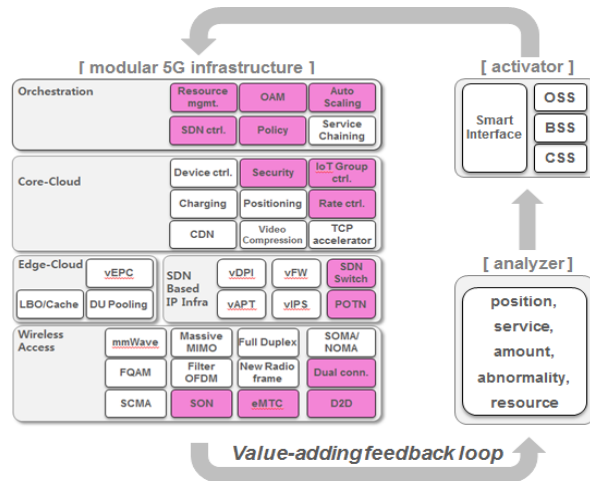 [ modular 5G infrastructure ]
Orchestration
Resource
mgmt.
OAM
Auto
Scaling
SDN ctrl.
Policy
Service
Chaining
Core-Cloud
Device ctrl.
Security
IoT Group
ctrl.
Charging
Positioning
Rate ctrl.
CDN
Video
Compression
TCP
accelerator
Edge-Cloud
vEPC
LBO/Cache
DU Pooling
SDN
Based
IP Infra
vDPI
vFW
SDN
Switch
vAPT
vIPS
POTN
Wireless
Access
mmWave
Massive
MIMO
Full Duplex
SOMA/
NOMA
FQAM
Filter
OFDM
New Radio
frame
Dual conn.
SCMA
SON
eMTC
D2D
[ activator ]
Smart
Interface
OSS
BSS
CSS
[ analyzer ]
position,
service,
amount,
abnormality,
resource
Value-adding feedback loop